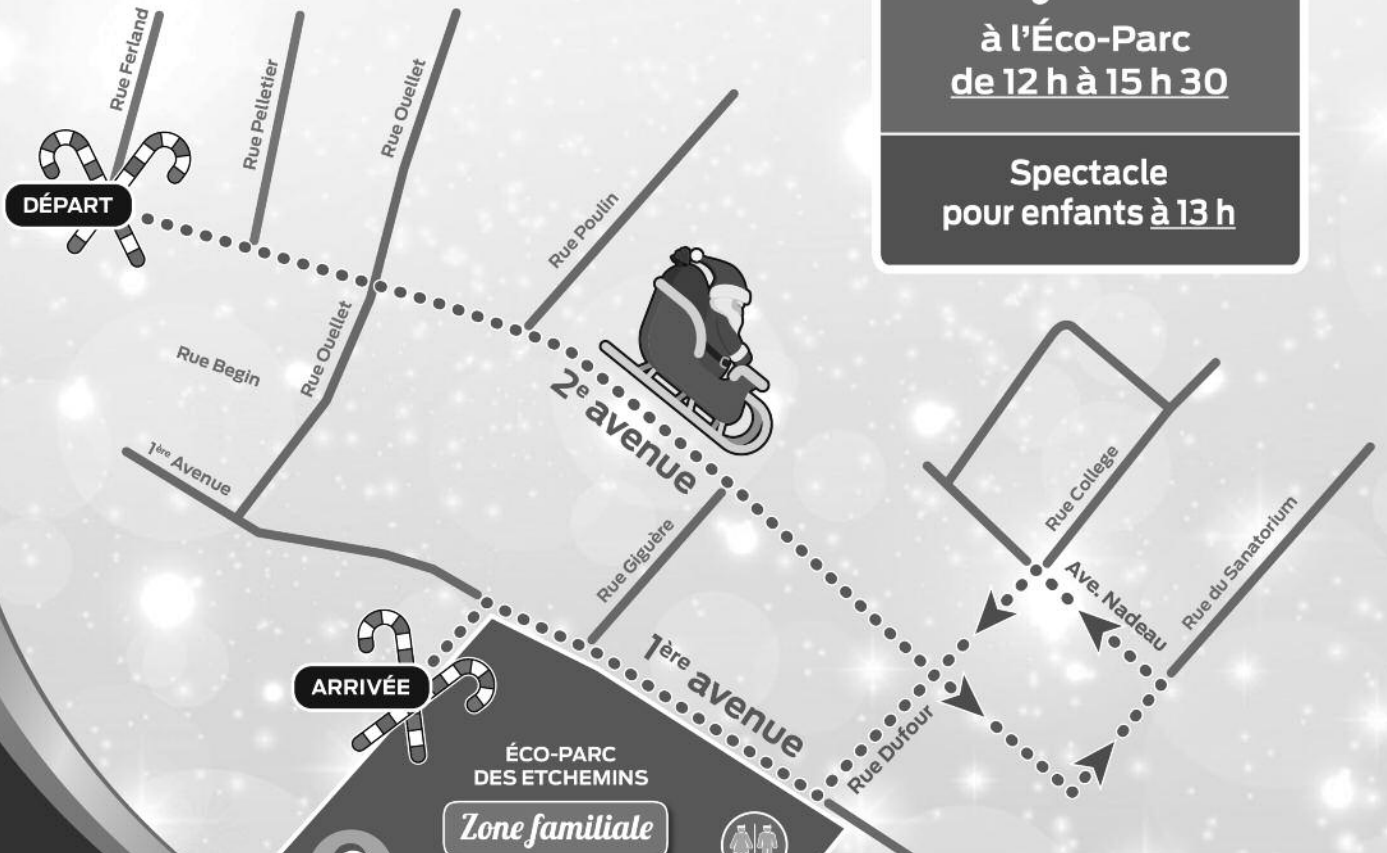 à l'Éco-Parc
de 12 h à 15 h 30
Spectacle
pour enfants à 13 h
Rue Ferland
Rue Pelletier
Rue Ouellet
DÉPART
Rue Poulin
Rue Begin
Rue Ouellet
2e avenue
1ère Avenue
Rue College
Rue Giguère
Ave. Nadeau
Rue du Sanatorium
1ère avenue
ARRIVÉE
Rue Dufour
ÉCO-PARC
DES ETCHEMINS
Zone familiale